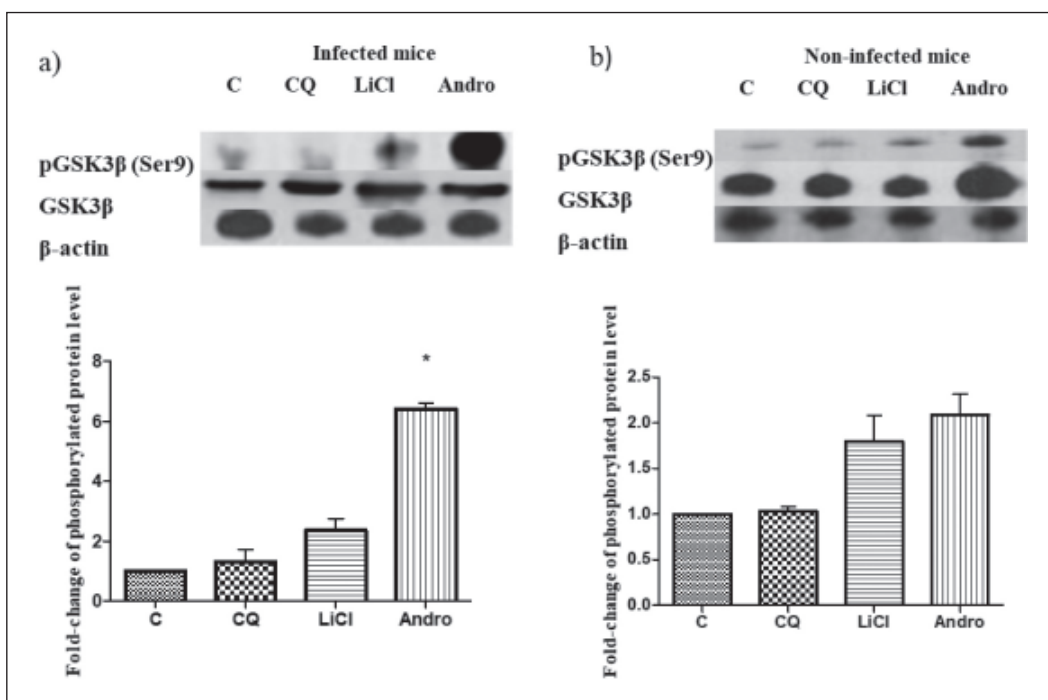 a)
Infected mice
C CQ LiCl Andro
pGSK3β (Ser9)
GSK3β
β-actin
Fold-change of phosphorylated protein level
8
6
4
2
0
*
C CQ LiCl Andro
b)
Non-infected mice
C CQ LiCl Andro
pGSK3β (Ser9)
GSK3β
β-actin
Fold-change of phosphorylated protein level
2.5
2.0
1.5
1.0
0.5
0.0
C CQ LiCl Andro